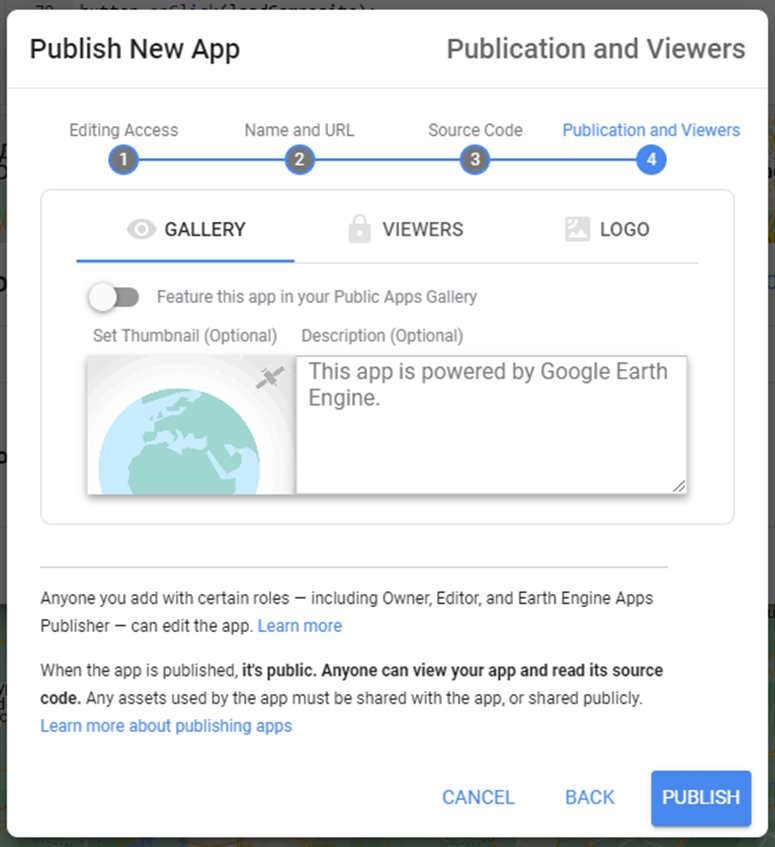 Publish New App
Publication and Viewers
Editing Access
Name and URL
Source Code
Publication and Viewers
1
2
3
4
GALLERY
VIEWERS
LOGO
Feature this app in your Public Apps Gallery
Set Thumbnail (Optional)
Description (Optional)
This app is powered by Google Earth
Engine.
Anyone you add with certain roles — including Owner, Editor, and Earth Engine Apps
Publisher — can edit the app. Learn more
When the app is published, it's public. Anyone can view your app and read its source
code. Any assets used by the app must be shared with the app, or shared publicly.
Learn more about publishing apps
CANCEL
BACK
PUBLISH